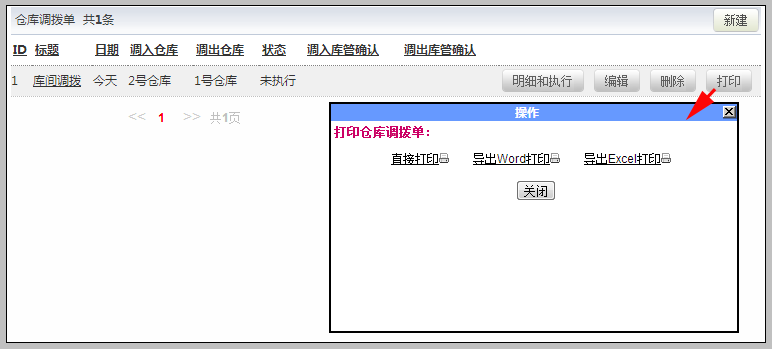 仓库调拨单 共1条 新建
ID 标题 日期 调入仓库 调出仓库 状态 调入库管确认 调出库管确认
1 库间调拨 今天 2号仓库 1号仓库 未执行 明细和执行 编辑 删除 打印
<< 1 >> 共1页
操作
打印仓库调拨单：
直接打印 导出Word打印 导出Excel打印
关闭